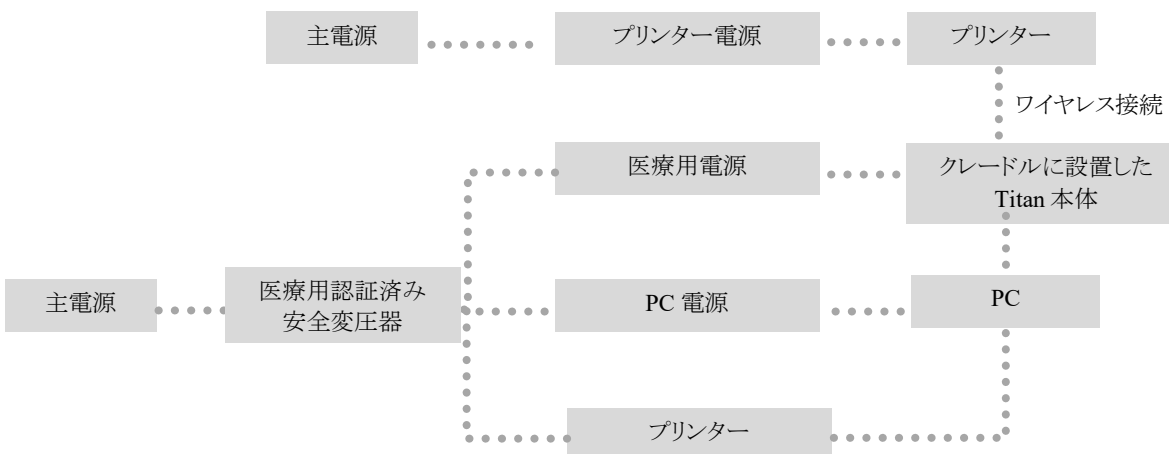 主電源
プリンター電源
プリンター
ワイヤレス接続
医療用電源
クレードルに設置した
Titan 本体
主電源
医療用認証済み
安全変圧器
PC 電源
PC
プリンター